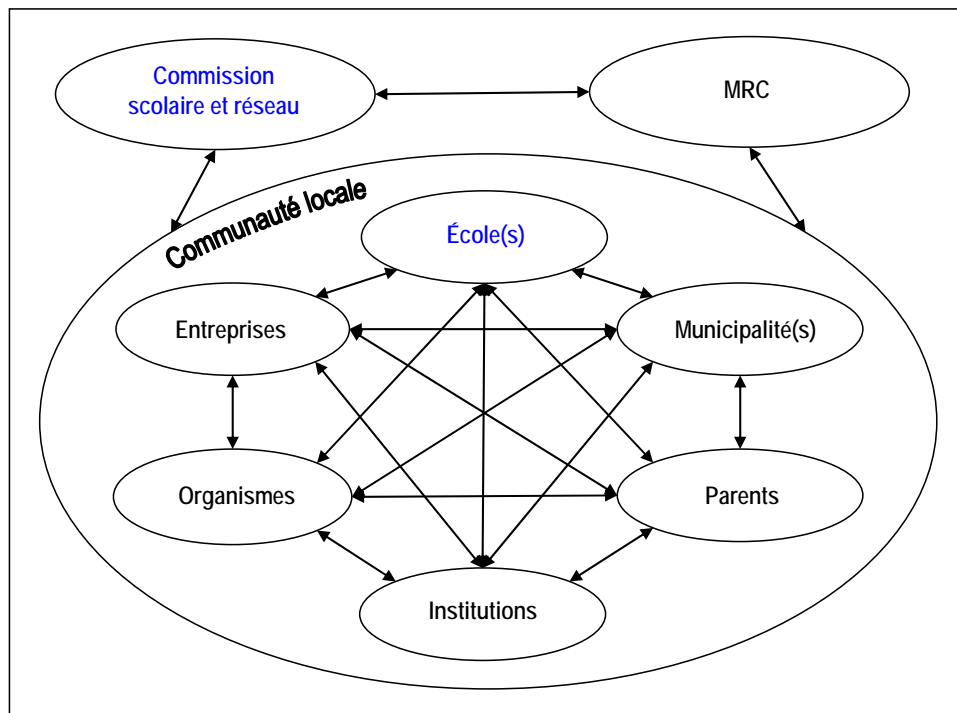 Commission
scolaire et réseau
MRC
Communauté locale
École(s)
Entreprises
Municipalité(s)
Organismes
Parents
Institutions